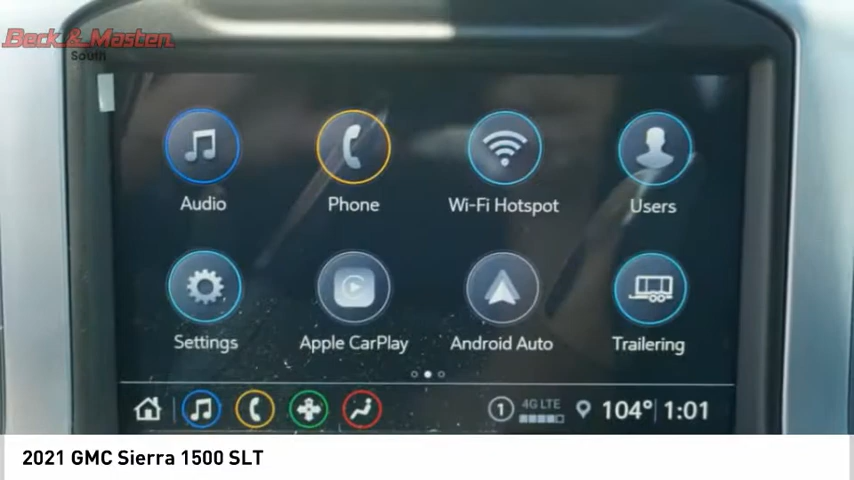 Beck & Masten
South
Audio Phone Wi-Fi Hotspot Users
Settings Apple CarPlay Android Auto Trailering
1 4G LTE 104° 1:01
2021 GMC Sierra 1500 SLT